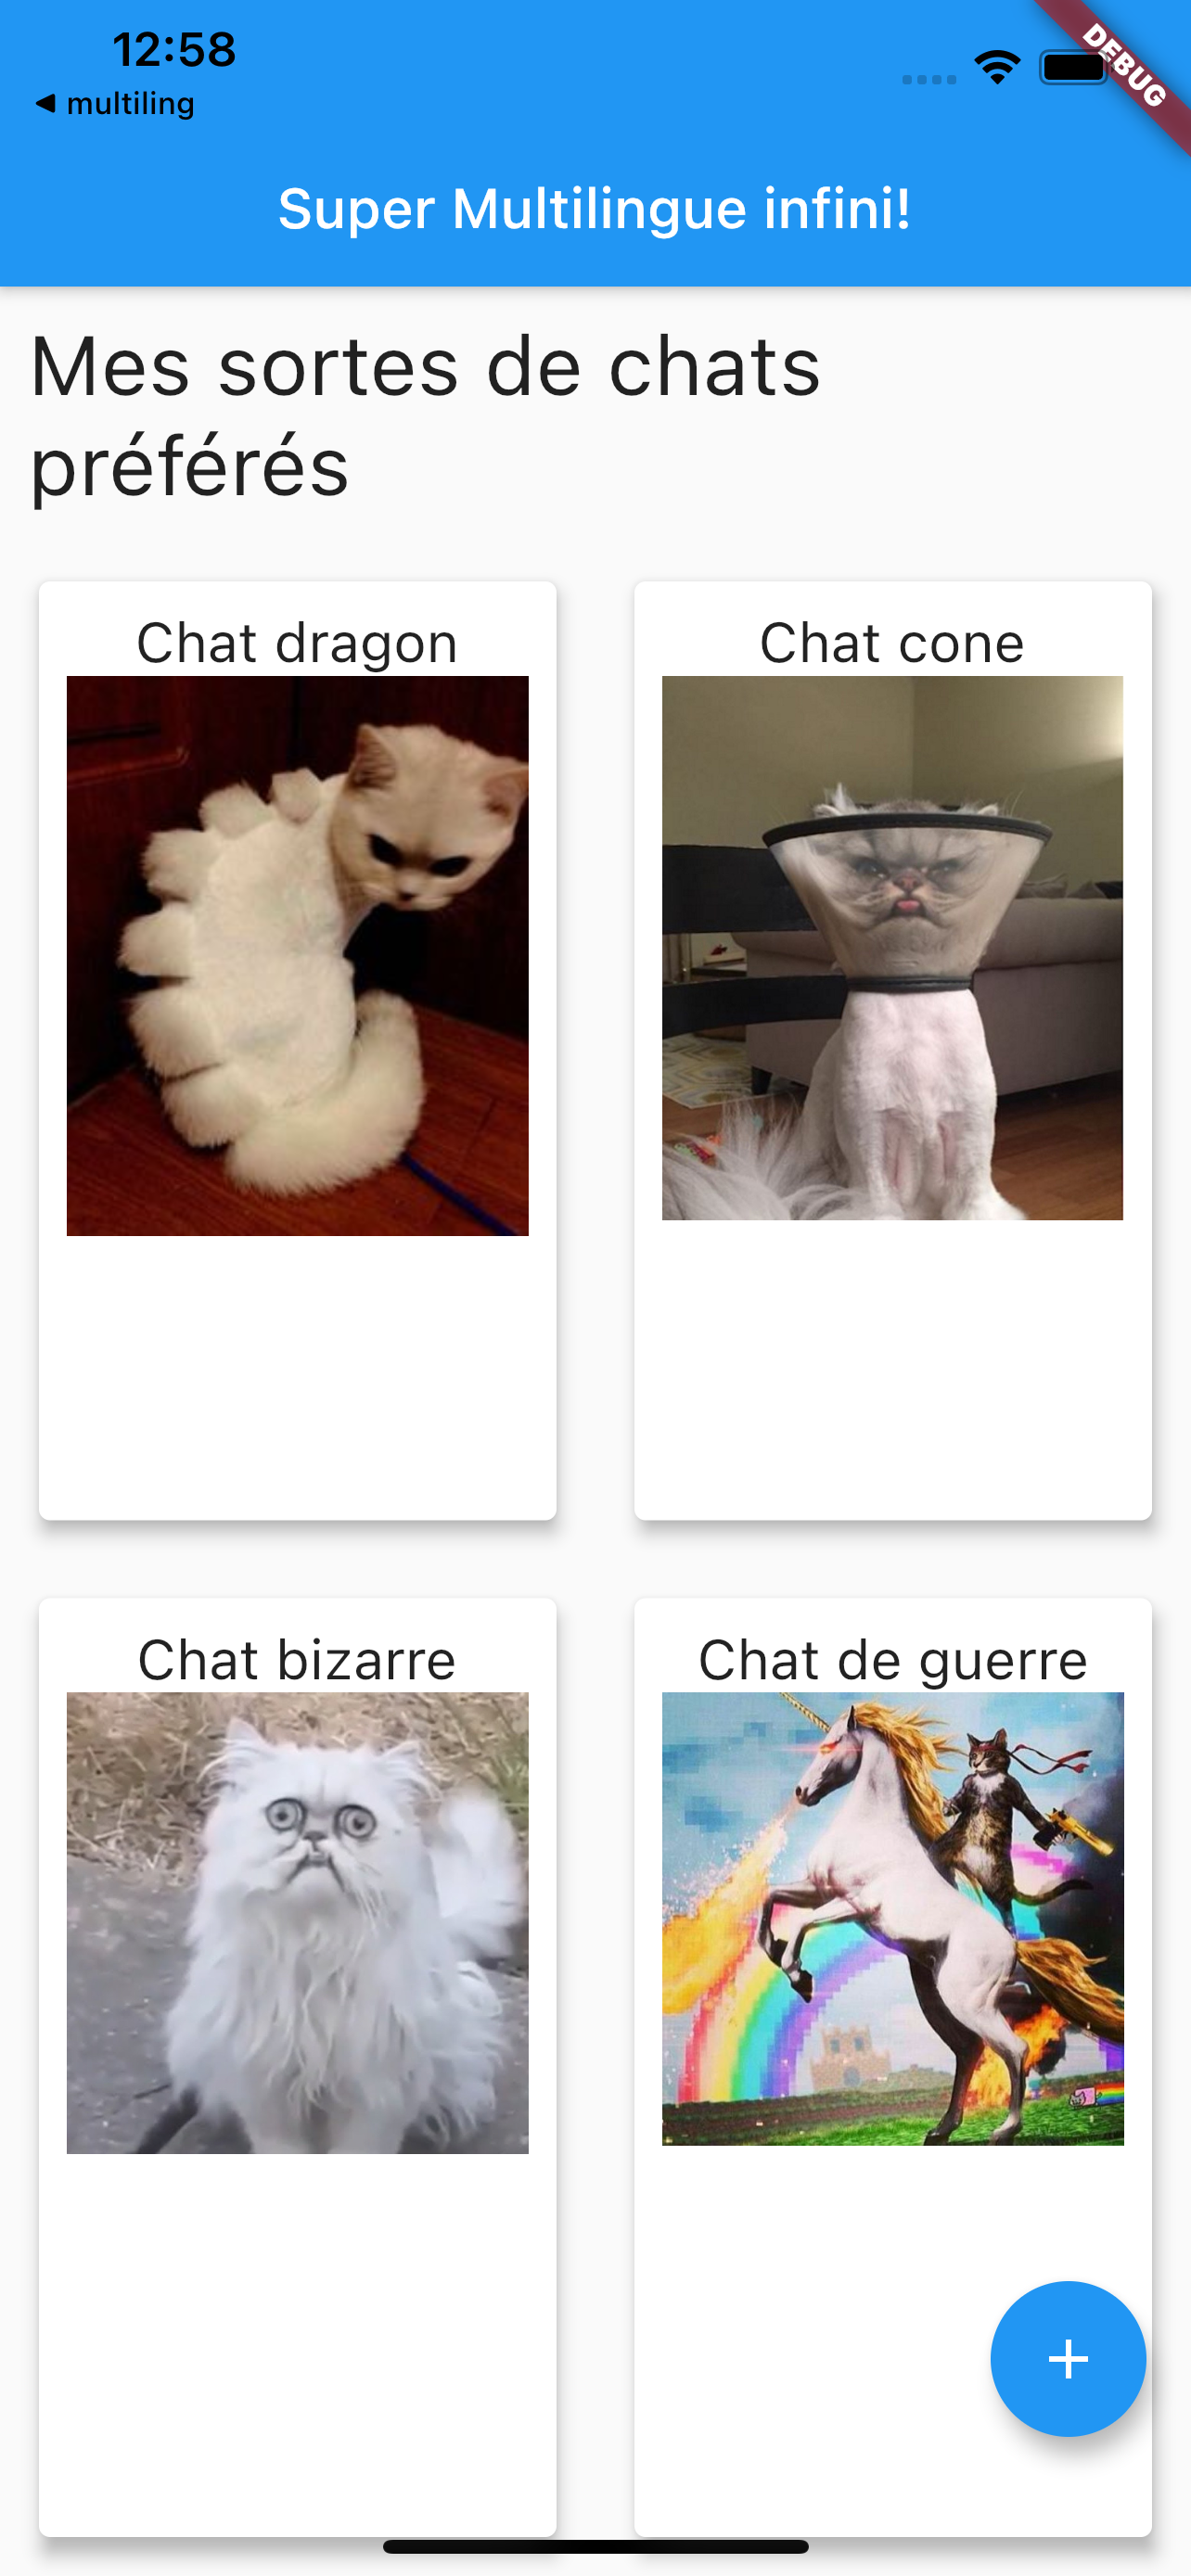 12:58
DEBUG
◀ multiling
Super Multilingue infini!
Mes sortes de chats
préférés
Chat dragon
Chat cone
Chat bizarre
Chat de guerre